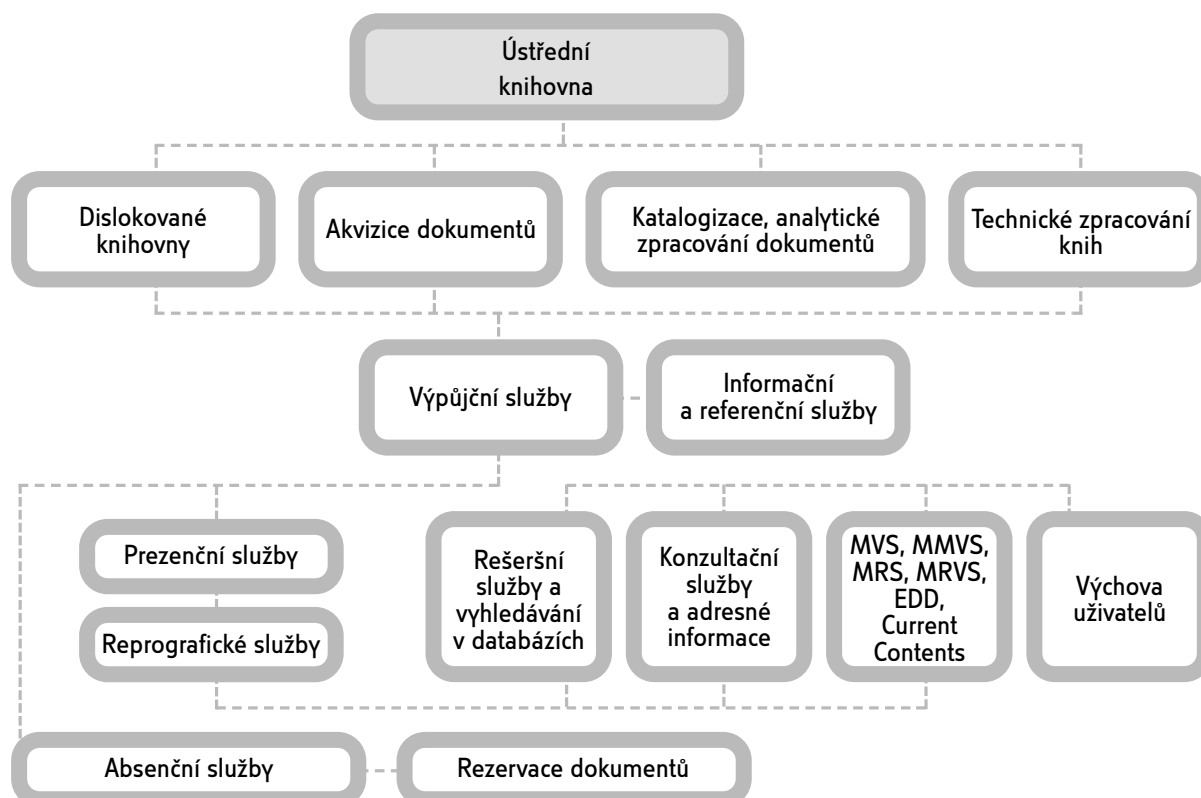 Ústřední
knihovna
Dislokované
knihovny
Akvizice dokumentů
Katalogizace, analytické
zpracování dokumentů
Technické zpracování
knih
Výpůjční služby
Informační
a referenční služby
Prezenční služby
Reprografické služby
Rešeršní
služby a
vyhledávání
v databázích
Konzultační
služby
a adresné
informace
MVS, MMVS,
MRS, MRVS,
EDD,
Current
Contents
Výchova
uživatelů
Absenční služby
Rezervace dokumentů